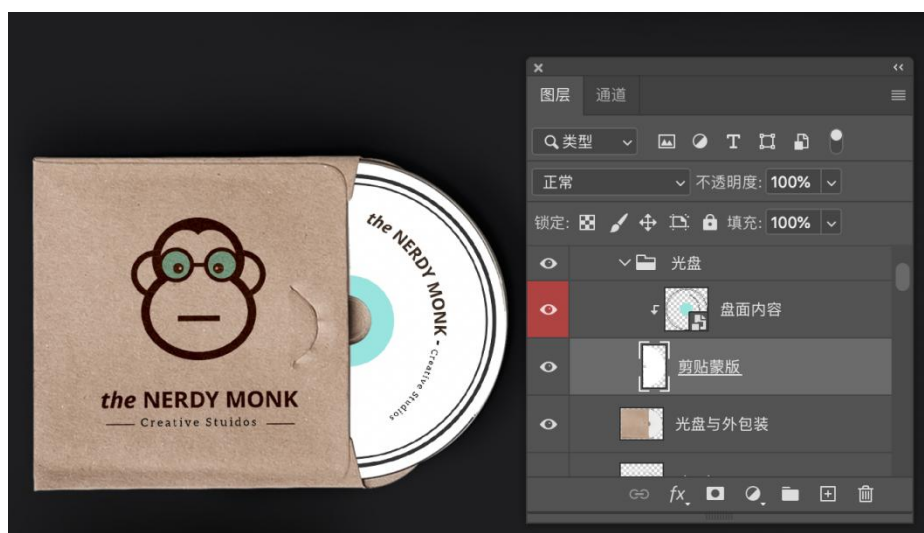 the NERDY MONK
Creative Stuidos
the NERDY MONK - Creative Studios
图层 通道
类型 T
正常 不透明度: 100%
锁定: 填充: 100%
光盘
盘面内容
剪贴蒙版
光盘与外包装
fx